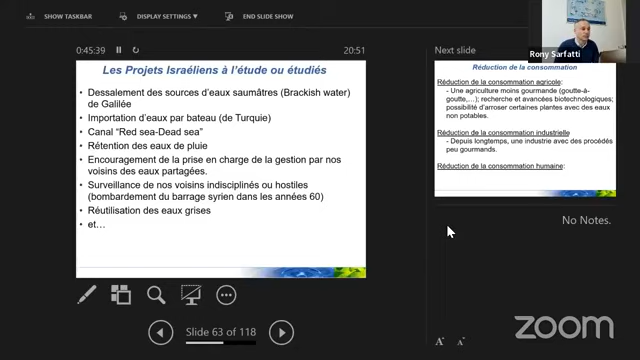 SHOW TASKBAR
DISPLAY SETTINGS
END SLIDE SHOW
Rony Sarfatti
0:45:39
20:51
Next slide
Les Projets Israéliens à l'étude ou étudiés
Dessalement des sources d'eaux saumâtres (Brackish water)
de Galilée
Importation d'eaux par bateau (de Turquie)
Canal “Red sea-Dead sea”
Rétention des eaux de pluie
Encouragement de la prise en charge de la gestion par nos
voisins des eaux partagées.
Surveillance de nos voisins indisciplinés ou hostiles
(bombardement du barrage syrien dans les années 60)
Réutilisation des eaux grises
et…
Réduction de la consommation
Réduction de la consommation agricole:
- Une agriculture moins gourmande (goutte-à-
goutte,…); recherche et avancées biotechnologiques;
possibilité d'arroser certaines plantes avec des eaux
non potables.
Réduction de la consommation industrielle
- Depuis longtemps, une industrie avec des procédés
peu gourmands.
Réduction de la consommation humaine:
No Notes.
Slide 63 of 118
A A
zoom